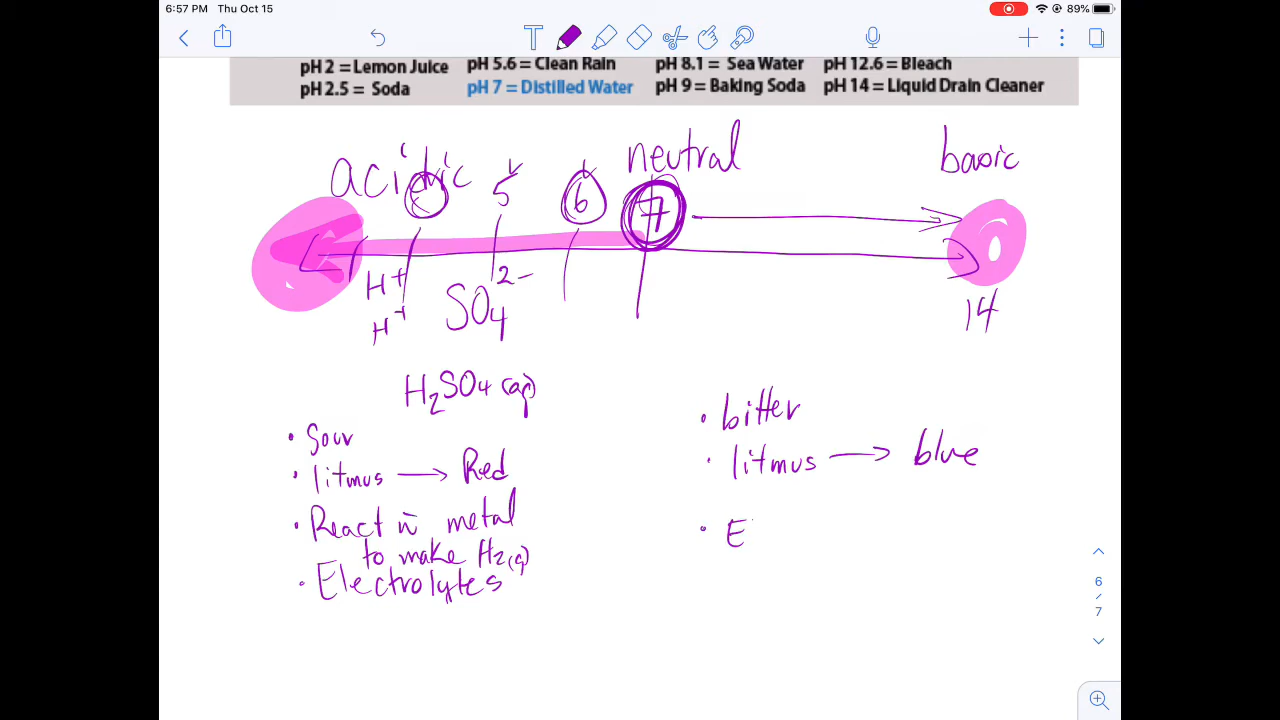 6:57 PM Thu Oct 15
89%
pH 2 = Lemon Juice pH 5.6 = Clean Rain pH 8.1 = Sea Water pH 12.6 = Bleach
pH 2.5 = Soda pH 7 = Distilled Water pH 9 = Baking Soda pH 14 = Liquid Drain Cleaner
neutral basic
5 6 7
H+ SO4 2-
H+
14
H2SO4 (aq)
• Sour
• litmus → Red
• React w metal
to make H2(g)
• Electrolytes
• bitter
• litmus → blue
• E
6
/
7